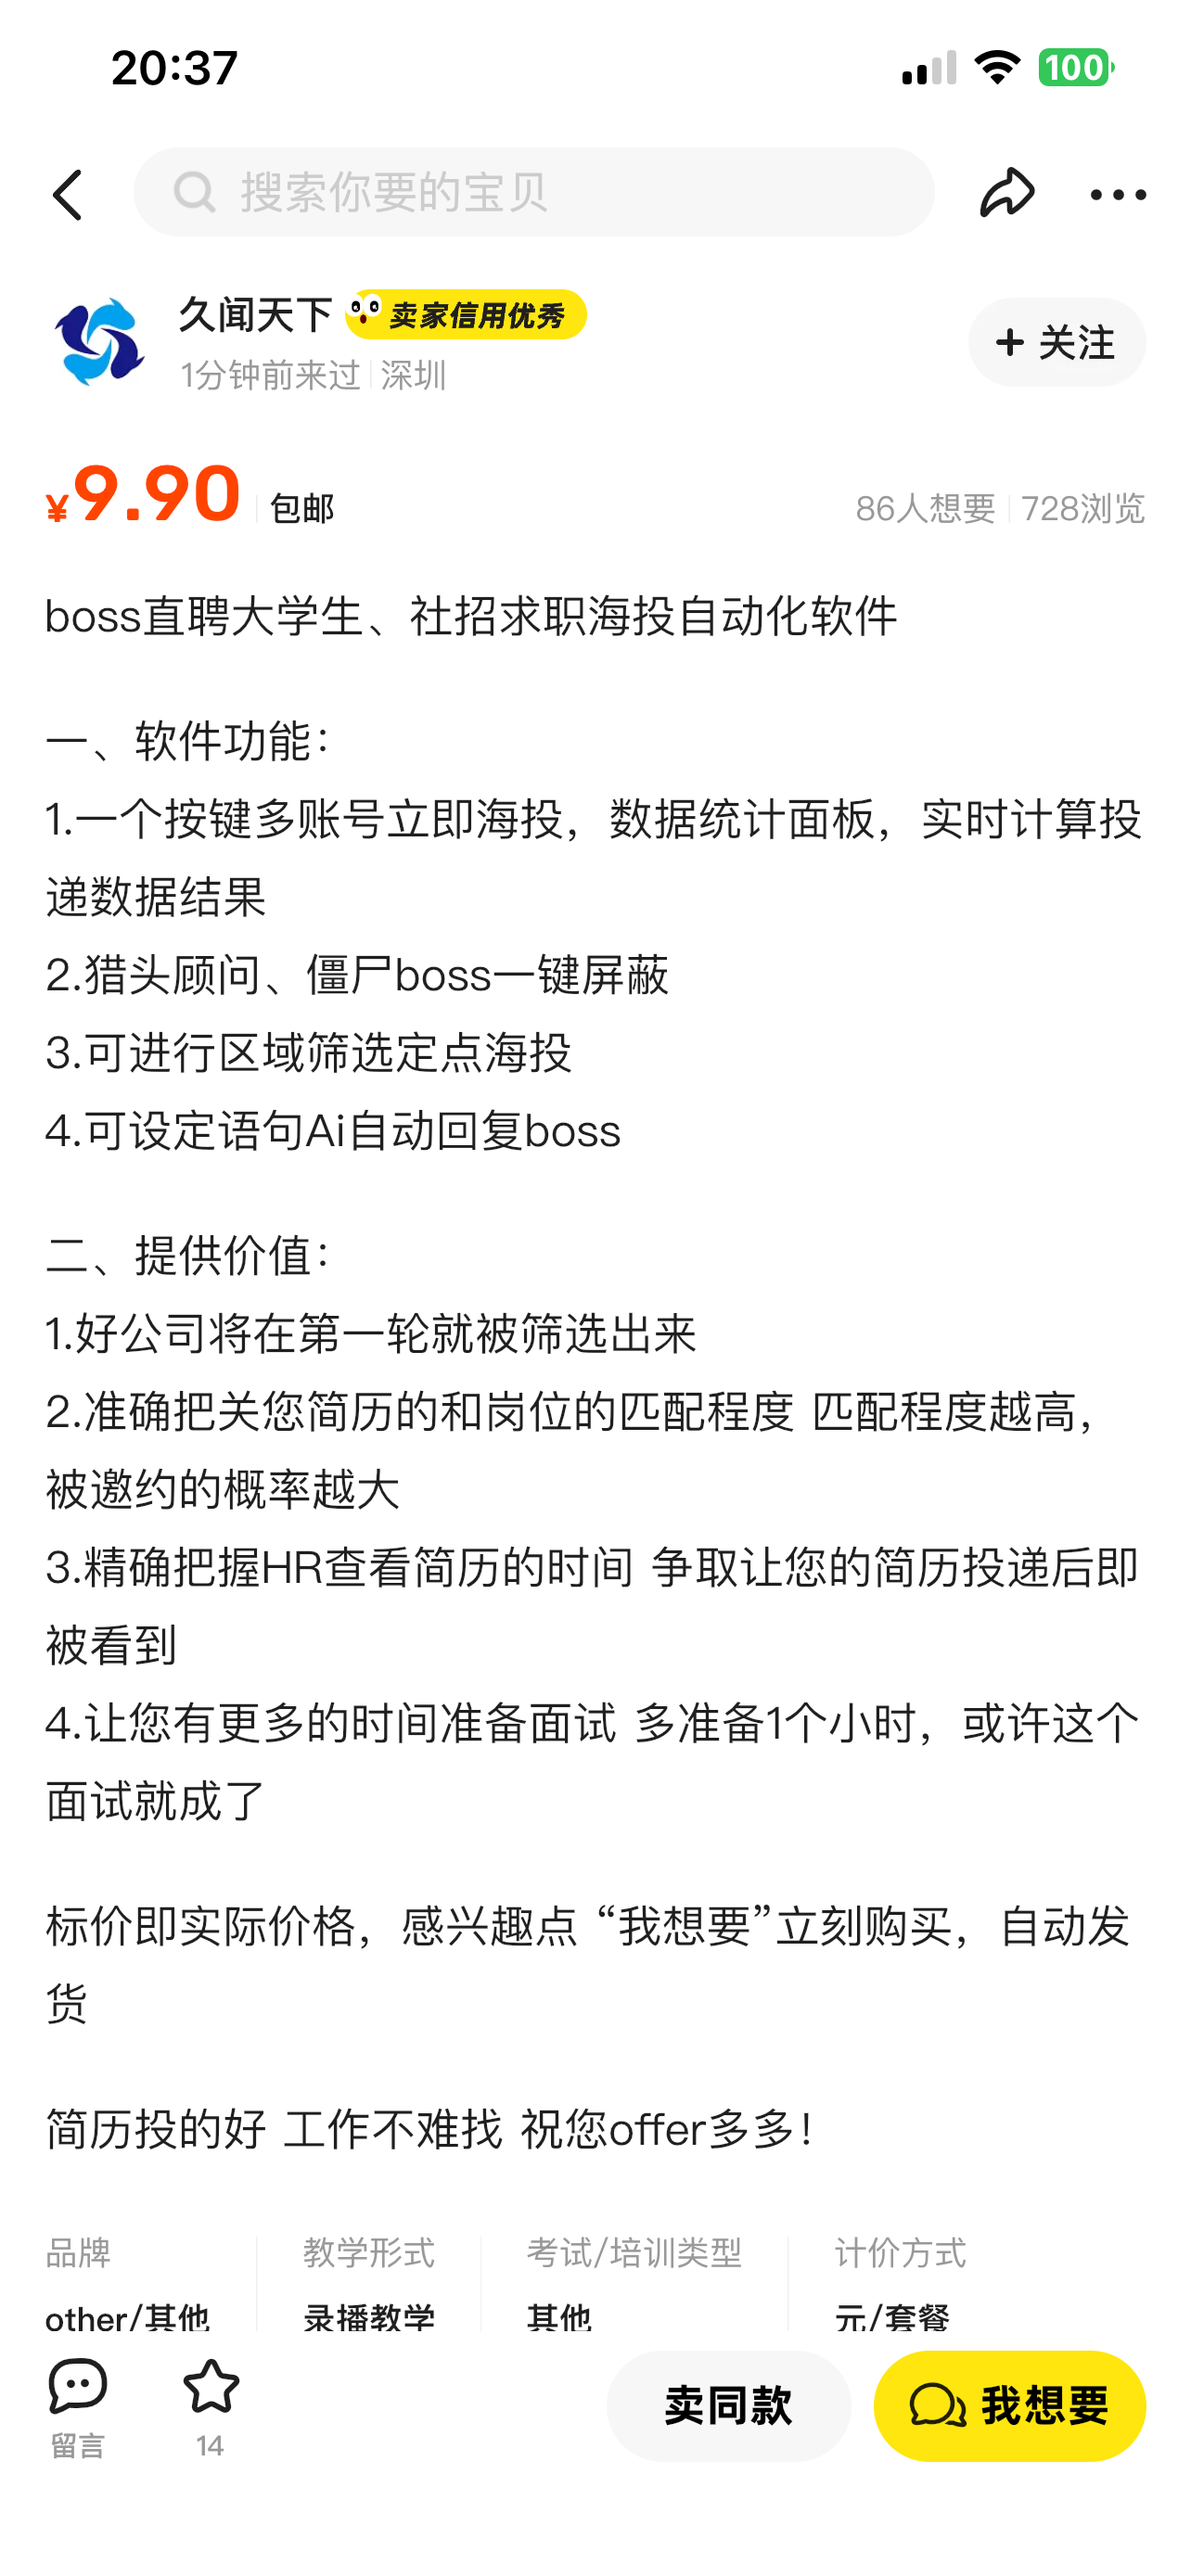 20:37
100
搜索你要的宝贝
久闻天下 卖家信用优秀
+ 关注
1分钟前来过 深圳
¥9.90 包邮 86人想要 728浏览
boss直聘大学生、社招求职海投自动化软件
一、软件功能：
1.一个按键多账号立即海投，数据统计面板，实时计算投
递数据结果
2.猎头顾问、僵尸boss一键屏蔽
3.可进行区域筛选定点海投
4.可设定语句Ai自动回复boss
二、提供价值：
1.好公司将在第一轮就被筛选出来
2.准确把关您简历的和岗位的匹配程度 匹配程度越高，
被邀约的概率越大
3.精确把握HR查看简历的时间 争取让您的简历投递后即
被看到
4.让您有更多的时间准备面试 多准备1个小时，或许这个
面试就成了
标价即实际价格，感兴趣点 “我想要”立刻购买，自动发
货
简历投的好 工作不难找 祝您offer多多！
品牌 教学形式 考试/培训类型 计价方式
other/其他 录播教学 其他 元/套餐
留言 14 卖同款 我想要